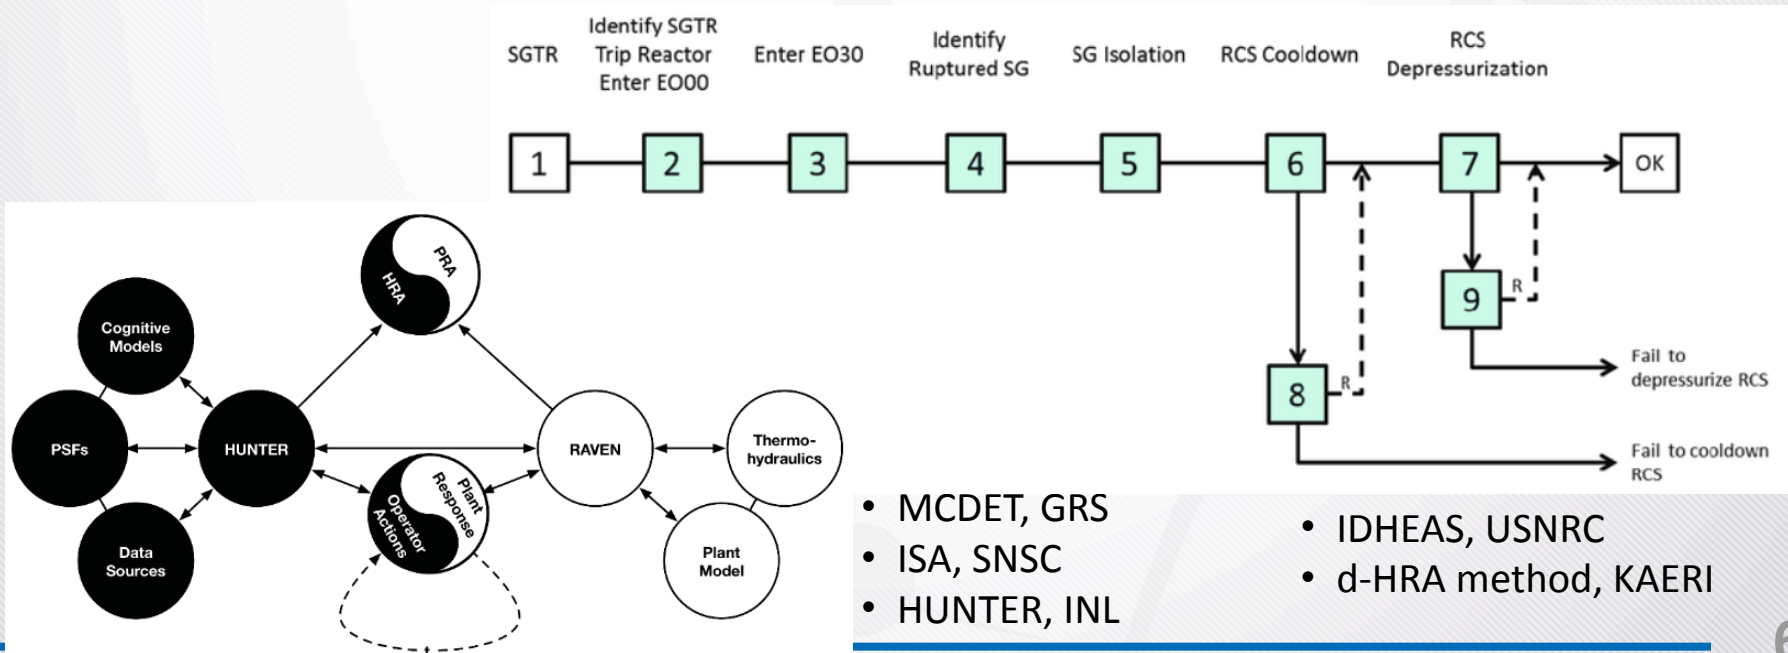 SGTR
Identify SGTR
Trip Reactor
Enter EO00
Enter EO30
Identify
Ruptured SG
SG Isolation
RCS Cooldown
RCS
Depressurization
1
2
3
4
5
6
7
OK
8
R
9
R
Fail to
depressurize RCS
Fail to cooldown
RCS
HRA
PRA
Cognitive
Models
PSFs
HUNTER
Data
Sources
Operator
Actions
Plant
Response
RAVEN
Thermo-
hydraulics
Plant
Model
t
• MCDET, GRS
• ISA, SNSC
• HUNTER, INL
• IDHEAS, USNRC
• d-HRA method, KAERI
6